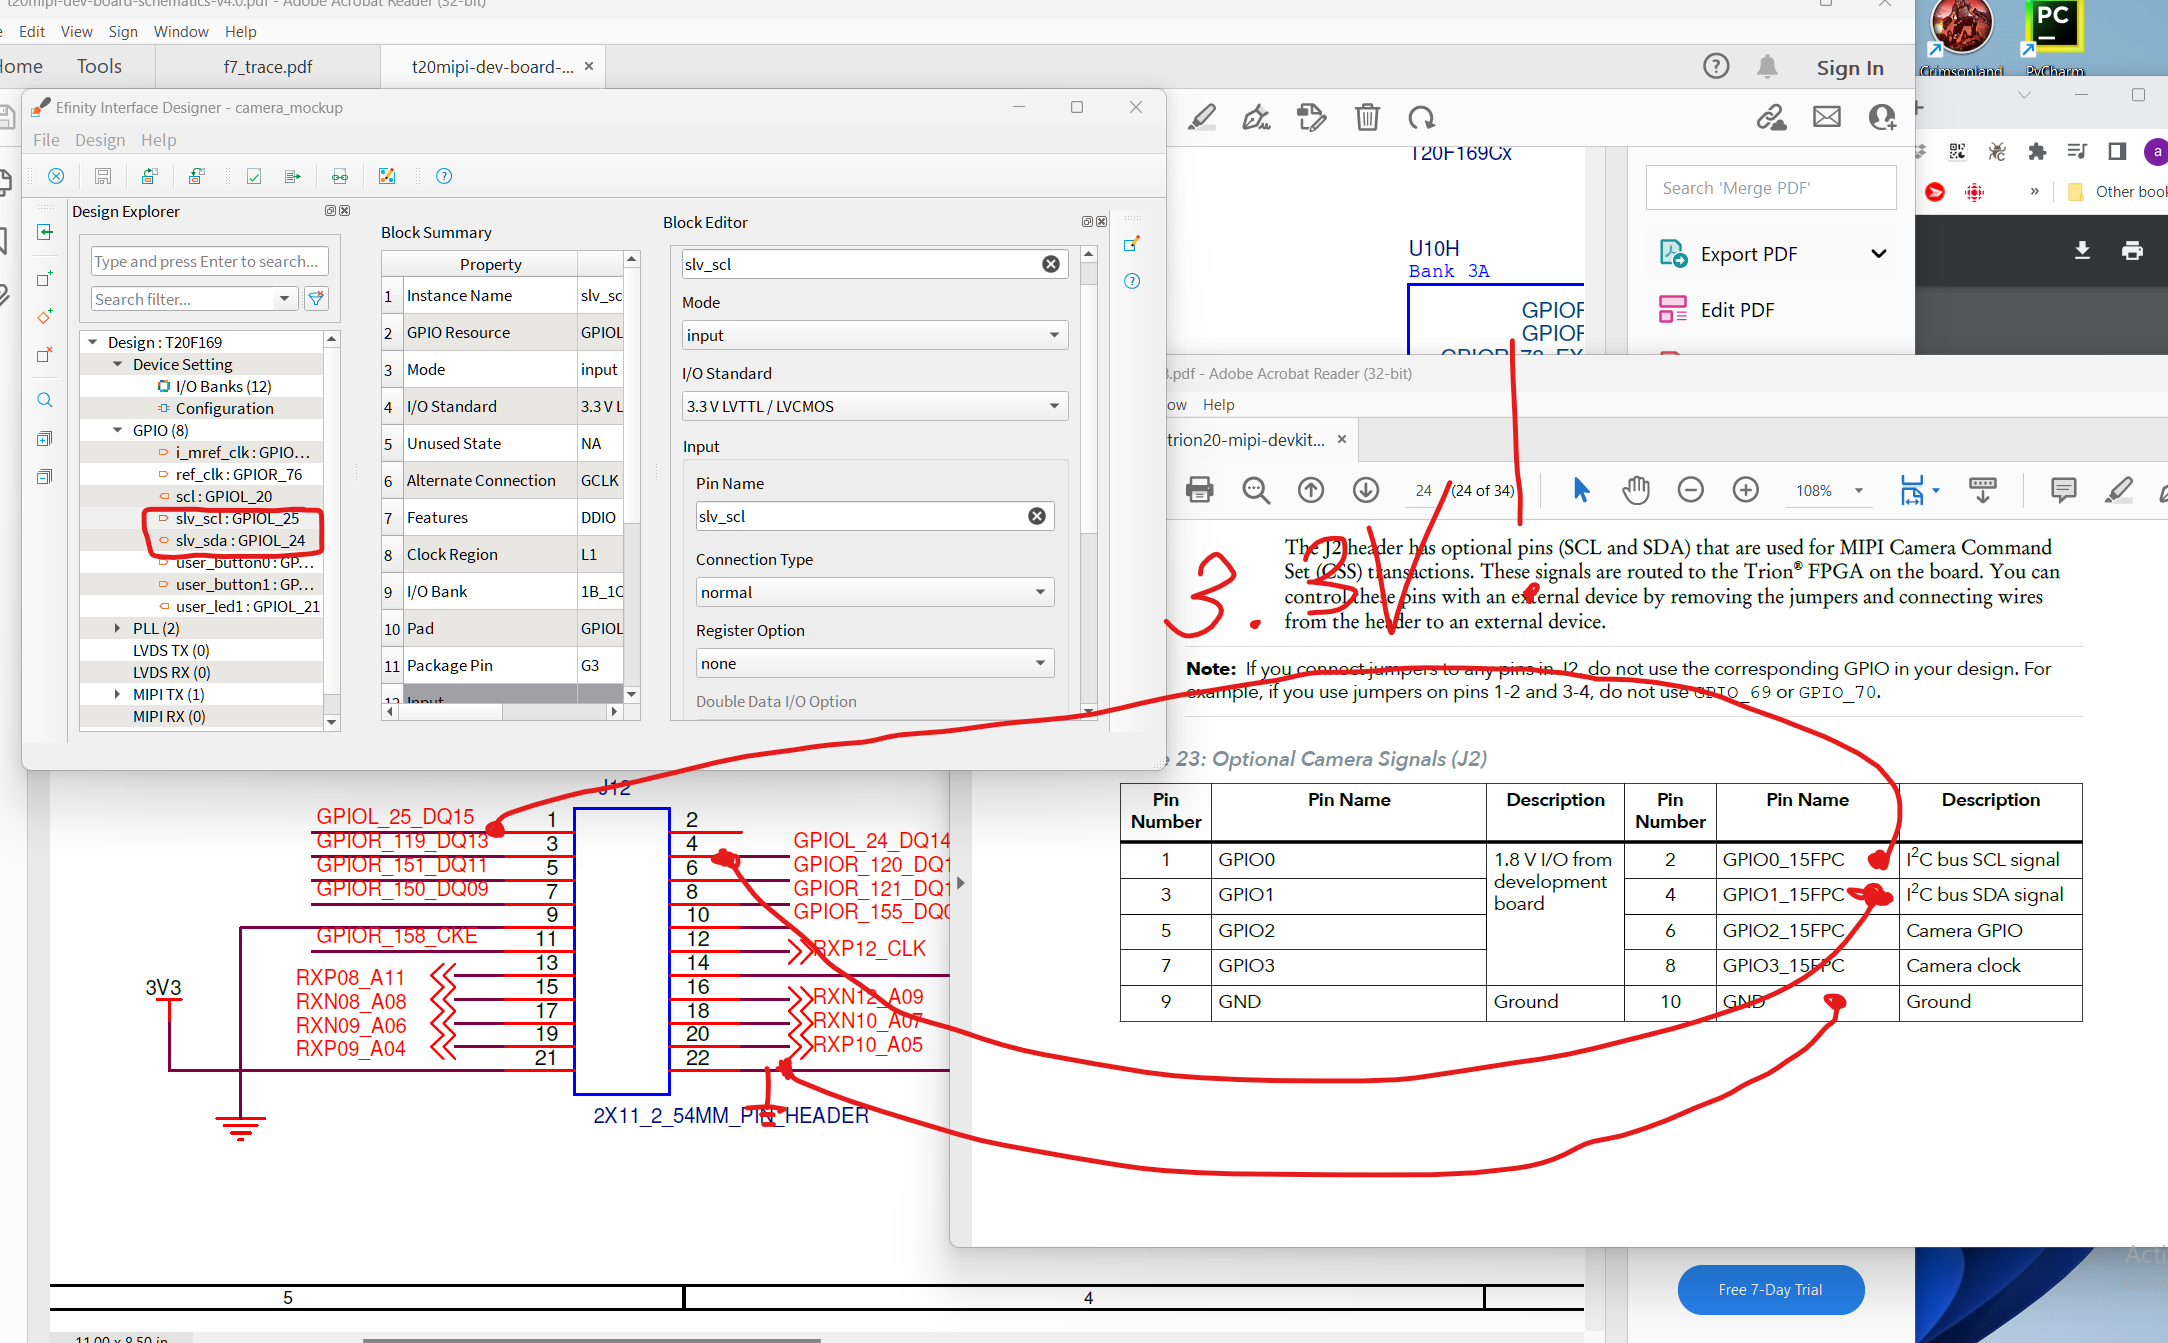 t20mipi-dev-board-schematics-v4.0.pdf - Adobe Acrobat Reader (32-bit)
Edit View Sign Window Help
Home Tools f7_trace.pdf t20mipi-dev-board-... × Sign In
PC
Crimsonland PyCharm
Efinity Interface Designer - camera_mockup
File Design Help
Design Explorer
Type and press Enter to search...
Search filter...
Design : T20F169
Device Setting
I/O Banks (12)
Configuration
GPIO (8)
i_mref_clk : GPIO...
ref_clk : GPIOR_76
scl : GPIOL_20
slv_scl : GPIOL_25
slv_sda : GPIOL_24
user_button0 : GP...
user_button1 : GP...
user_led1 : GPIOL_21
PLL (2)
LVDS TX (0)
LVDS RX (0)
MIPI TX (1)
MIPI RX (0)
Block Summary
Property
1 Instance Name slv_sc
2 GPIO Resource GPIOL
3 Mode input
4 I/O Standard 3.3 V L
5 Unused State NA
6 Alternate Connection GCLK
7 Features DDIO
8 Clock Region L1
9 I/O Bank 1B_1C
10 Pad GPIOL
11 Package Pin G3
12 Input
Block Editor
slv_scl
Mode
input
I/O Standard
3.3 V LVTTL / LVCMOS
Input
Pin Name
slv_scl
Connection Type
normal
Register Option
none
Double Data I/O Option
T20F169Cx
U10H
Bank 3A
GPIOR
GPIOR
Search 'Merge PDF'
Export PDF
Edit PDF
a
» Other book
3.pdf - Adobe Acrobat Reader (32-bit)
ow Help
trion20-mipi-devkit... ×
24 (24 of 34) 108%
3.3V!
The J2 header has optional pins (SCL and SDA) that are used for MIPI Camera Command
Set (CSS) transactions. These signals are routed to the Trion® FPGA on the board. You can
control these pins with an external device by removing the jumpers and connecting wires
from the header to an external device.
Note: If you connect jumpers to any pins in J2, do not use the corresponding GPIO in your design. For
example, if you use jumpers on pins 1-2 and 3-4, do not use GPIO_69 or GPIO_70.
e 23: Optional Camera Signals (J2)
Pin Number Pin Name Description Pin Number Pin Name Description
1 GPIO0 1.8 V I/O from development board 2 GPIO0_15FPC I2C bus SCL signal
3 GPIO1 4 GPIO1_15FPC I2C bus SDA signal
5 GPIO2 6 GPIO2_15FPC Camera GPIO
7 GPIO3 8 GPIO3_15FPC Camera clock
9 GND Ground 10 GND Ground
J12
GPIOL_25_DQ15 1 2
GPIOR_119_DQ13 3 4 GPIOL_24_DQ14
GPIOR_151_DQ11 5 6 GPIOR_120_DQ1
GPIOR_150_DQ09 7 8 GPIOR_121_DQ1
9 10 GPIOR_155_DQ0
GPIOR_158_CKE 11 12 RXP12_CLK
RXP08_A11 13 14
3V3 RXN08_A08 15 16 RXN12_A09
RXN09_A06 17 18 RXN10_A07
RXP09_A04 19 20 RXP10_A05
21 22
2X11_2_54MM_PIN_HEADER
5 4
11.00 x 8.50 in
Free 7-Day Trial
Acti